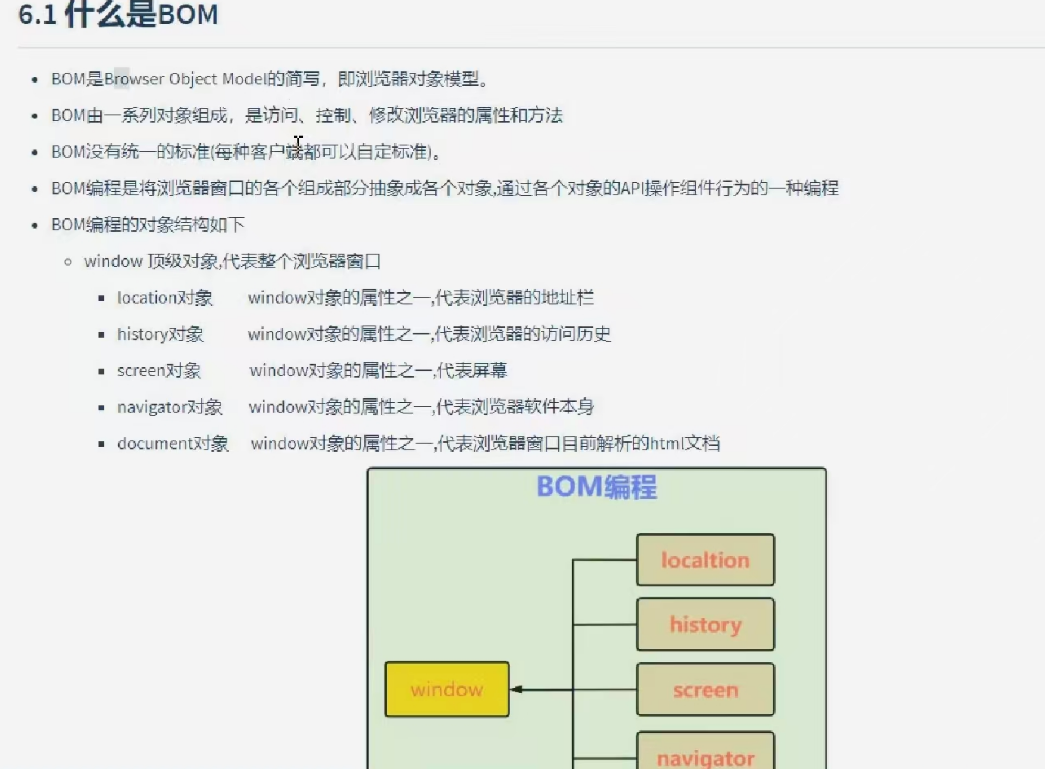 6.1 什么是BOM
BOM是Browser Object Model的简写，即浏览器对象模型。
BOM由一系列对象组成，是访问、控制、修改浏览器的属性和方法
BOM没有统一的标准(每种客户端都可以自定标准)。
BOM编程是将浏览器窗口的各个组成部分抽象成各个对象,通过各个对象的API操作组件行为的一种编程
BOM编程的对象结构如下
window 顶级对象,代表整个浏览器窗口
location对象 window对象的属性之一,代表浏览器的地址栏
history对象 window对象的属性之一,代表浏览器的访问历史
screen对象 window对象的属性之一,代表屏幕
navigator对象 window对象的属性之一,代表浏览器软件本身
document对象 window对象的属性之一,代表浏览器窗口目前解析的html文档
BOM编程
localtion
history
window
screen
navigator